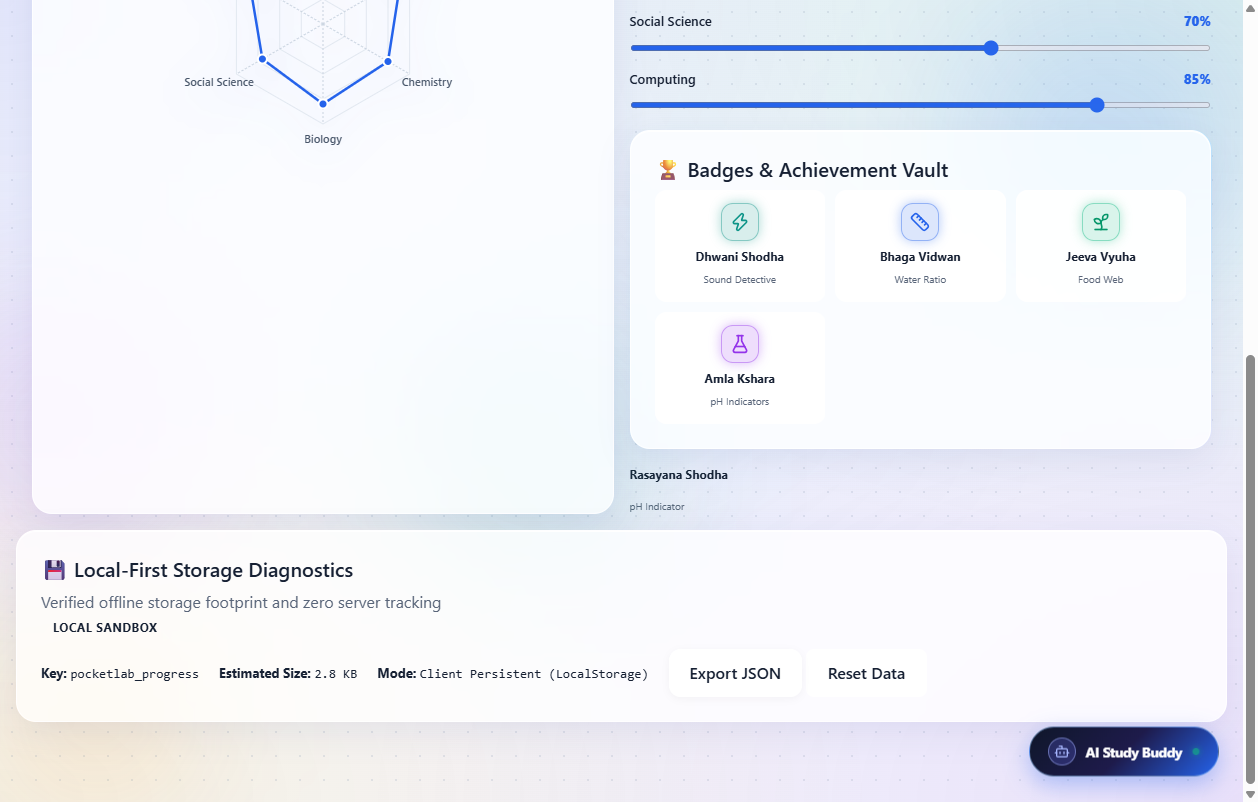 Social Science
Chemistry
Biology
Social Science 70%
Computing 85%
Badges & Achievement Vault
Dhwani Shodha
Sound Detective
Bhaga Vidwan
Water Ratio
Jeeva Vyuha
Food Web
Amla Kshara
pH Indicators
Rasayana Shodha
pH Indicator
Local-First Storage Diagnostics
Verified offline storage footprint and zero server tracking
LOCAL SANDBOX
Key: pocketlab_progress Estimated Size: 2.8 KB Mode: Client Persistent (LocalStorage) Export JSON Reset Data
AI Study Buddy